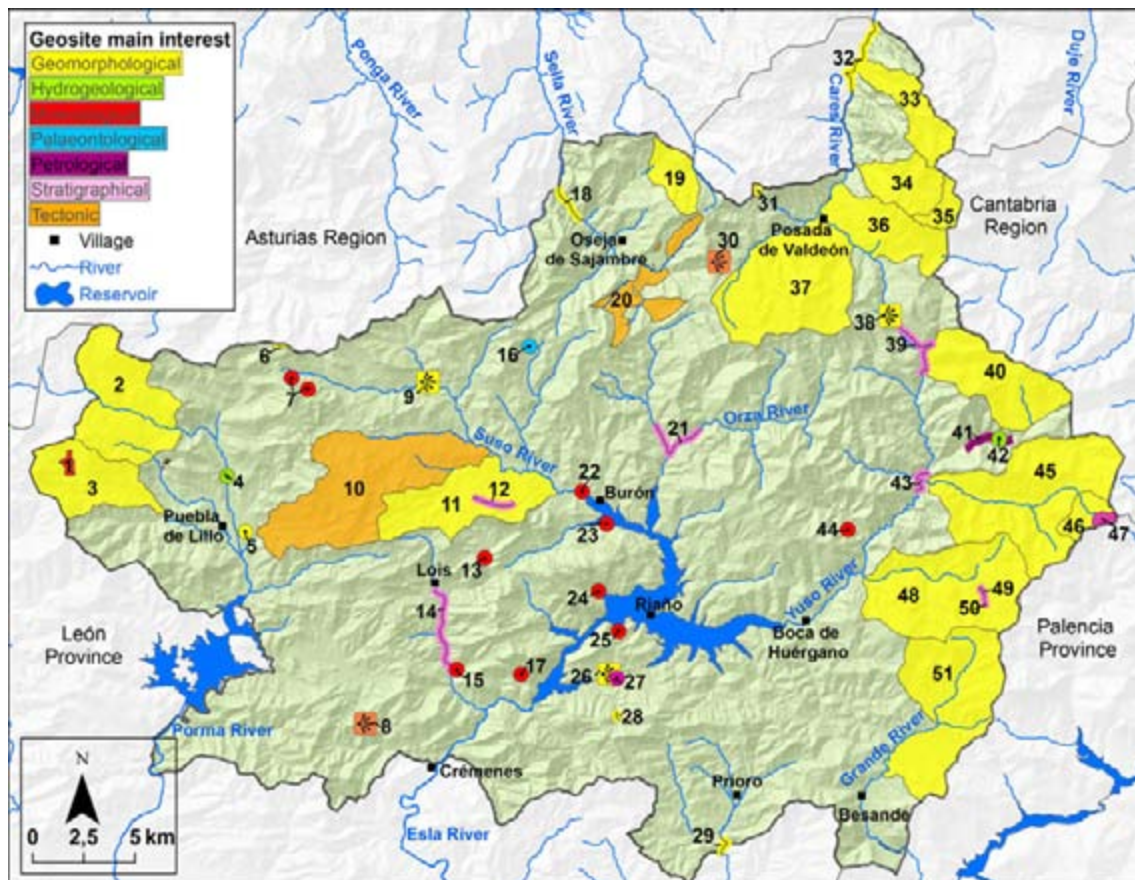 Geosite main interest
Geomorphological
Hydrogeological
Palaeontological
Petrological
Stratigraphical
Tectonic
Village
River
Reservoir
Ponga River
Sella River
Cares River
Duje River
32
33
Asturias Region
Cantabria
Region
18
19
34
35
31
30
Posada
de Valdeón
36
Oseja
de Sajambre
20
37
38
39
40
2
6
7
9
16
Suso River
Orza River
21
41
42
1
3
4
10
11
12
22
Burón
43
45
Puebla
de Lillo
5
23
44
46
47
13
Lois
14
24
Riaño
25
Yuso River
Boca de
Huérgano
48
49
50
León
Province
Palencia
Province
15
17
26
27
28
51
8
Porma River
Crémenes
Grande River
Prioro
Besande
29
Esla River
N
0
2,5
5 km